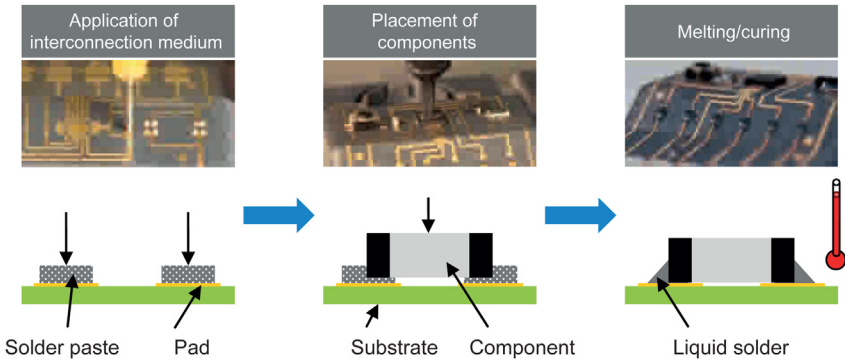 Application of
interconnection medium
Placement of
components
Melting/curing
Solder paste
Pad
Substrate
Component
Liquid solder